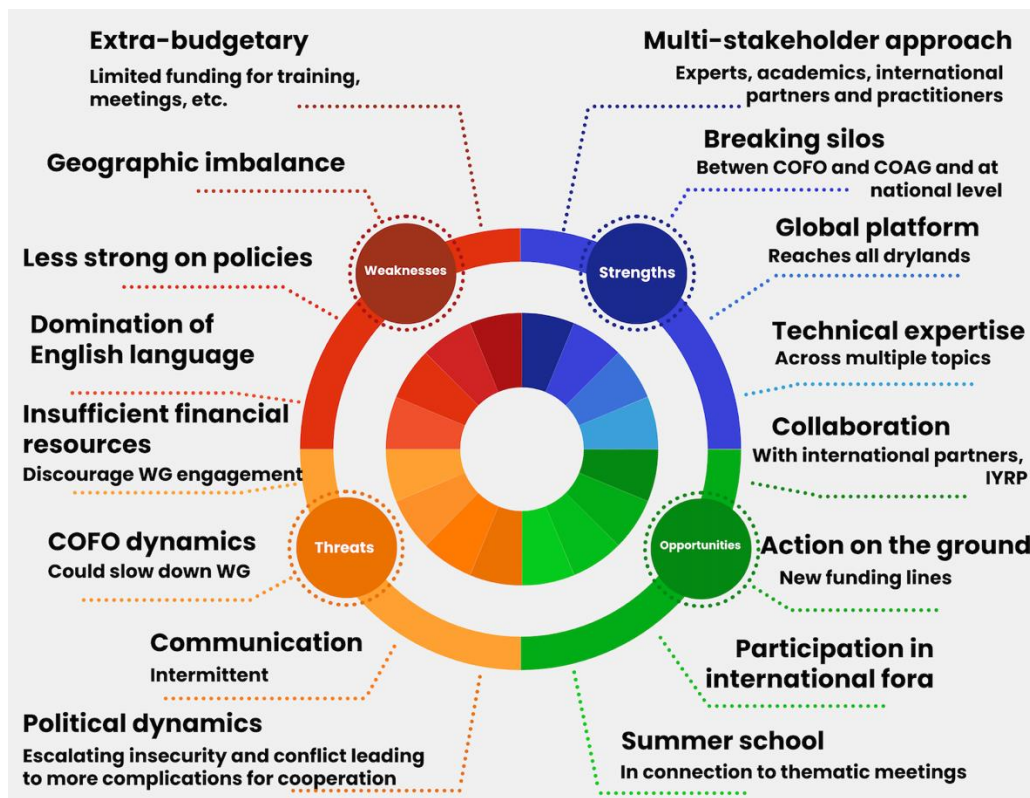 Extra-budgetary
Limited funding for training,
meetings, etc.
Geographic imbalance
Less strong on policies
Domination of
English language
Insufficient financial
resources
Discourage WG engagement
COFO dynamics
Could slow down WG
Communication
Intermittent
Political dynamics
Escalating insecurity and conflict leading
to more complications for cooperation
Weaknesses
Strengths
Threats
Opportunities
Multi-stakeholder approach
Experts, academics, international
partners and practitioners
Breaking silos
Betwen COFO and COAG and at
national level
Global platform
Reaches all drylands
Technical expertise
Across multiple topics
Collaboration
With international partners,
IYRP
Action on the ground
New funding lines
Participation in
international fora
Summer school
In connection to thematic meetings